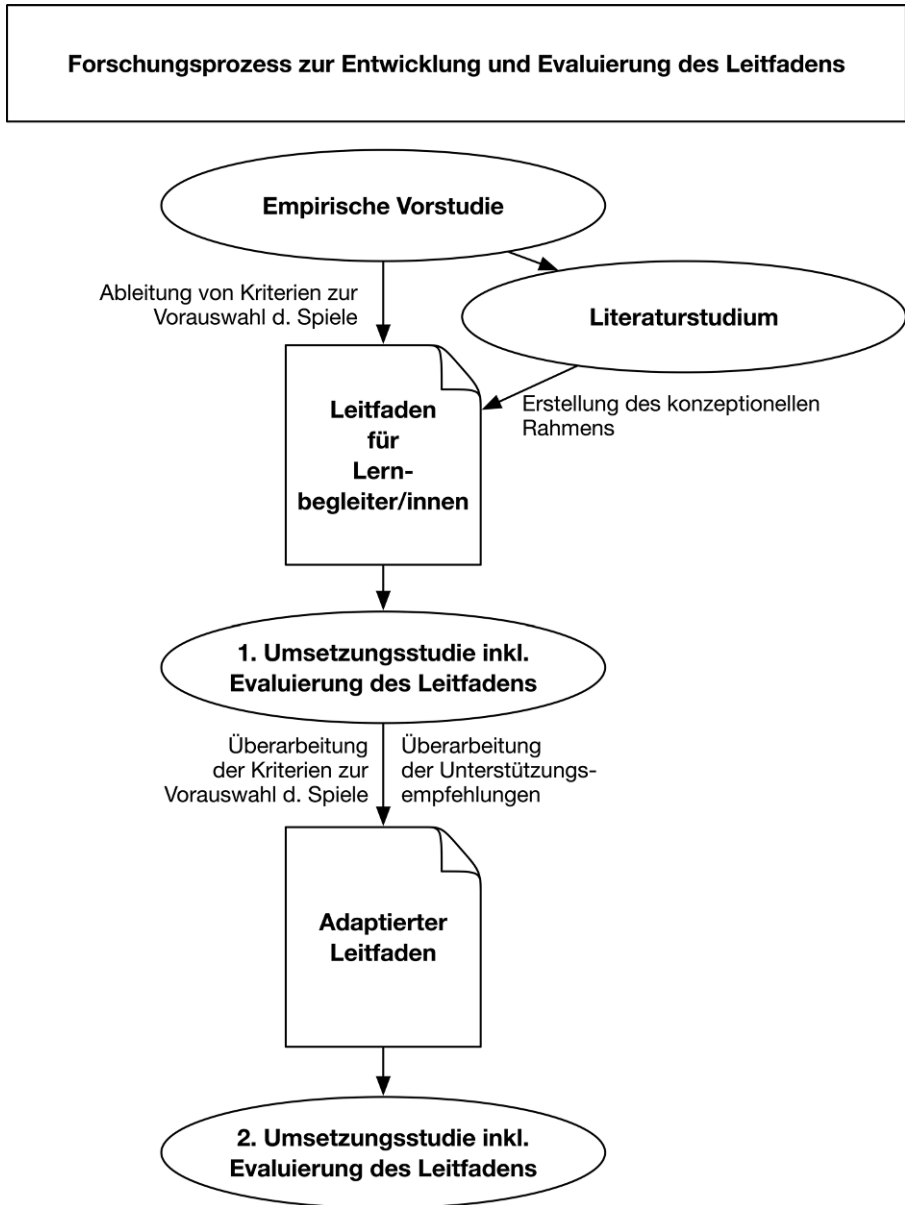 Forschungsprozess zur Entwicklung und Evaluierung des Leitfadens
Empirische Vorstudie
Ableitung von Kriterien zur
Vorauswahl d. Spiele
Literaturstudium
Leitfaden
für
Lern-
begleiter/innen
Erstellung des konzeptionellen
Rahmens
1. Umsetzungsstudie inkl.
Evaluierung des Leitfadens
Überarbeitung
der Kriterien zur
Vorauswahl d. Spiele
Überarbeitung
der Unterstützungs-
empfehlungen
Adaptierter
Leitfaden
2. Umsetzungsstudie inkl.
Evaluierung des Leitfadens